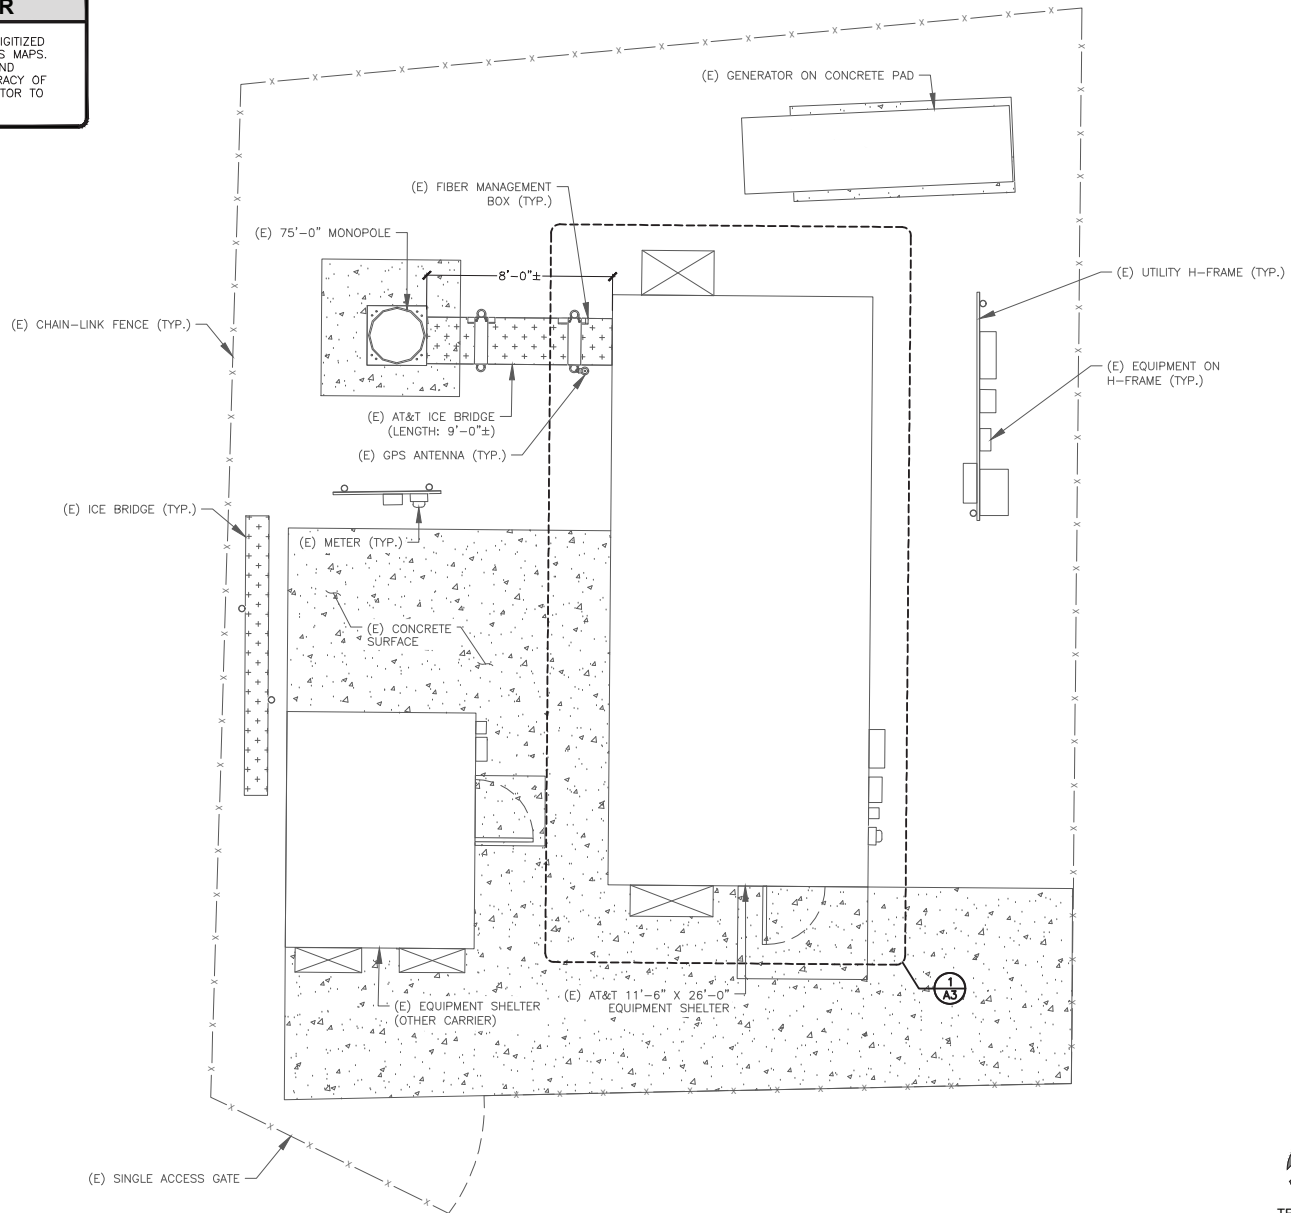 R
IGITIZED
S MAPS.
ND
RACY OF
TOR TO
(E) GENERATOR ON CONCRETE PAD
(E) FIBER MANAGEMENT
BOX (TYP.)
(E) 75'-0" MONOPOLE
8'-0"±
(E) UTILITY H-FRAME (TYP.)
(E) CHAIN-LINK FENCE (TYP.)
(E) EQUIPMENT ON
H-FRAME (TYP.)
(E) AT&T ICE BRIDGE
(LENGTH: 9'-0"±)
(E) GPS ANTENNA (TYP.)
(E) ICE BRIDGE (TYP.)
(E) METER (TYP.)
(E) CONCRETE
SURFACE
(E) EQUIPMENT SHELTER
(OTHER CARRIER)
(E) AT&T 11'-6" X 26'-0"
EQUIPMENT SHELTER
1
A3
(E) SINGLE ACCESS GATE